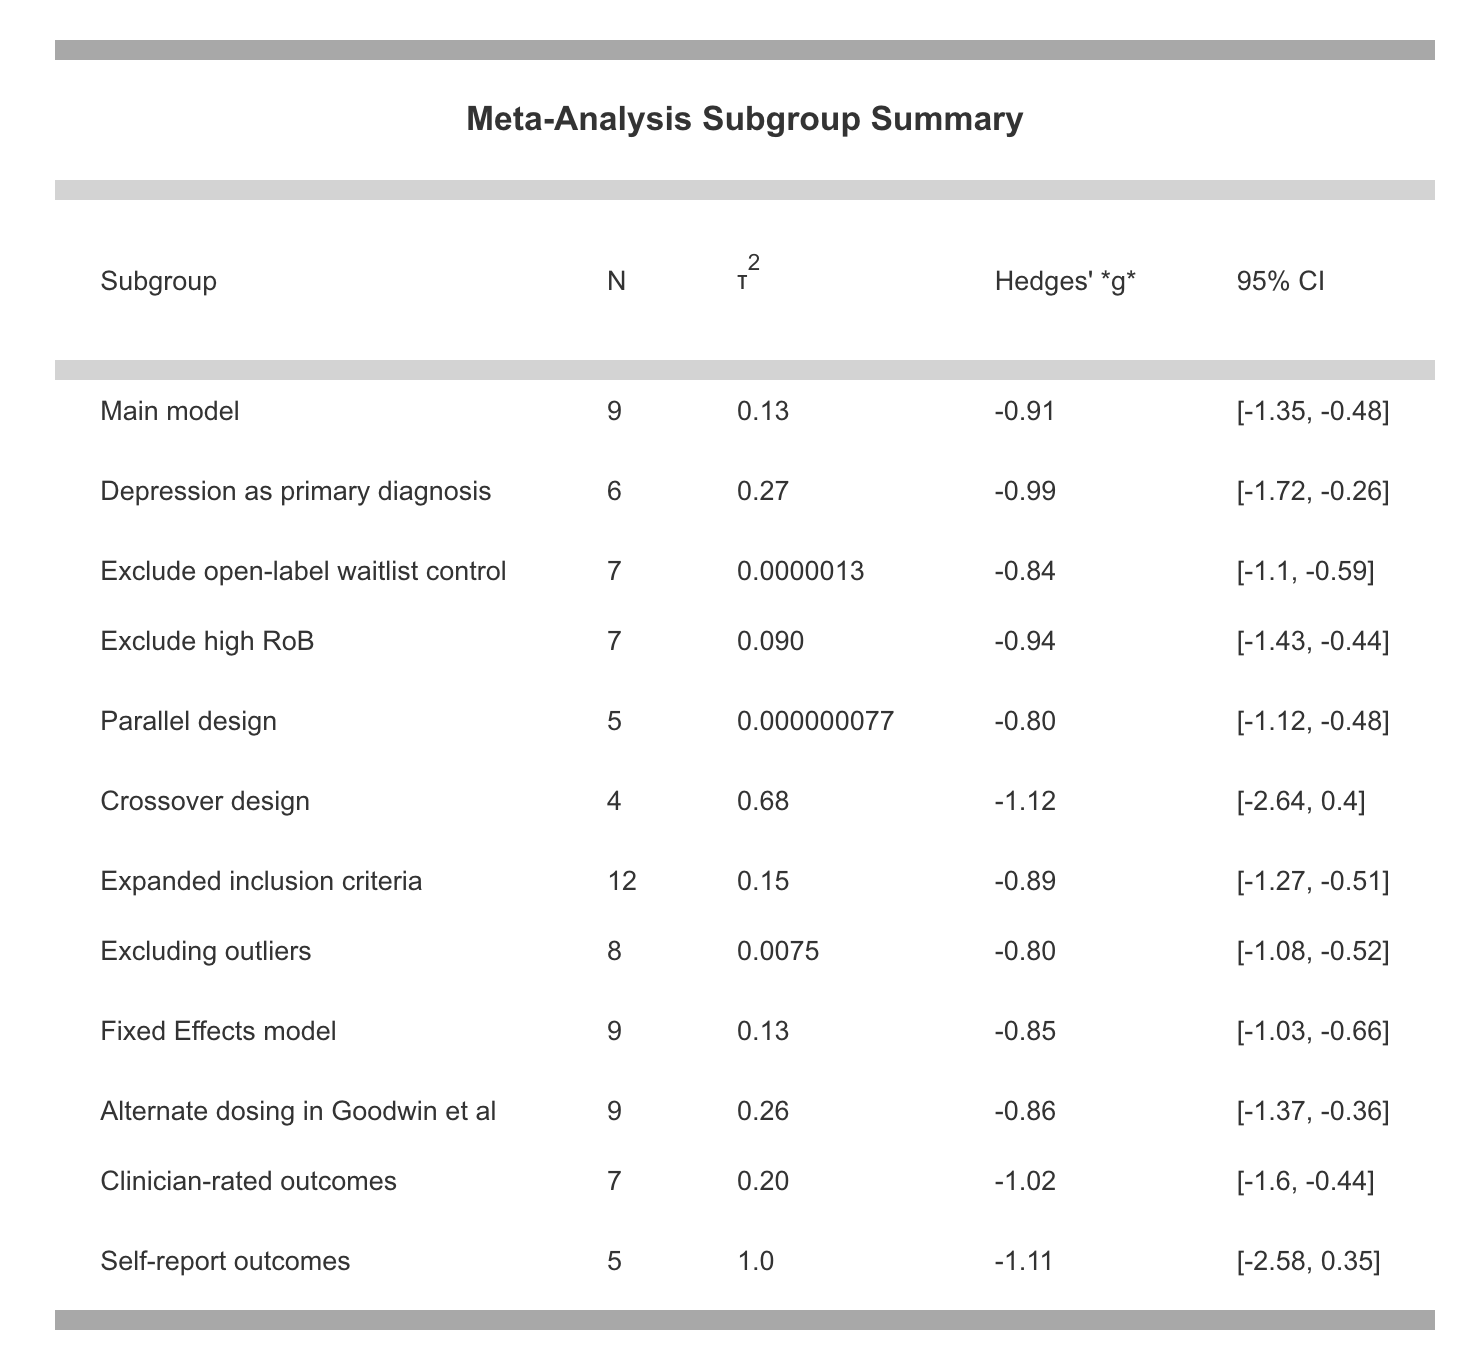 Meta-Analysis Subgroup Summary
Subgroup N τ² Hedges' *g* 95% CI
Main model 9 0.13 -0.91 [-1.35, -0.48]
Depression as primary diagnosis 6 0.27 -0.99 [-1.72, -0.26]
Exclude open-label waitlist control 7 0.0000013 -0.84 [-1.1, -0.59]
Exclude high RoB 7 0.090 -0.94 [-1.43, -0.44]
Parallel design 5 0.000000077 -0.80 [-1.12, -0.48]
Crossover design 4 0.68 -1.12 [-2.64, 0.4]
Expanded inclusion criteria 12 0.15 -0.89 [-1.27, -0.51]
Excluding outliers 8 0.0075 -0.80 [-1.08, -0.52]
Fixed Effects model 9 0.13 -0.85 [-1.03, -0.66]
Alternate dosing in Goodwin et al 9 0.26 -0.86 [-1.37, -0.36]
Clinician-rated outcomes 7 0.20 -1.02 [-1.6, -0.44]
Self-report outcomes 5 1.0 -1.11 [-2.58, 0.35]